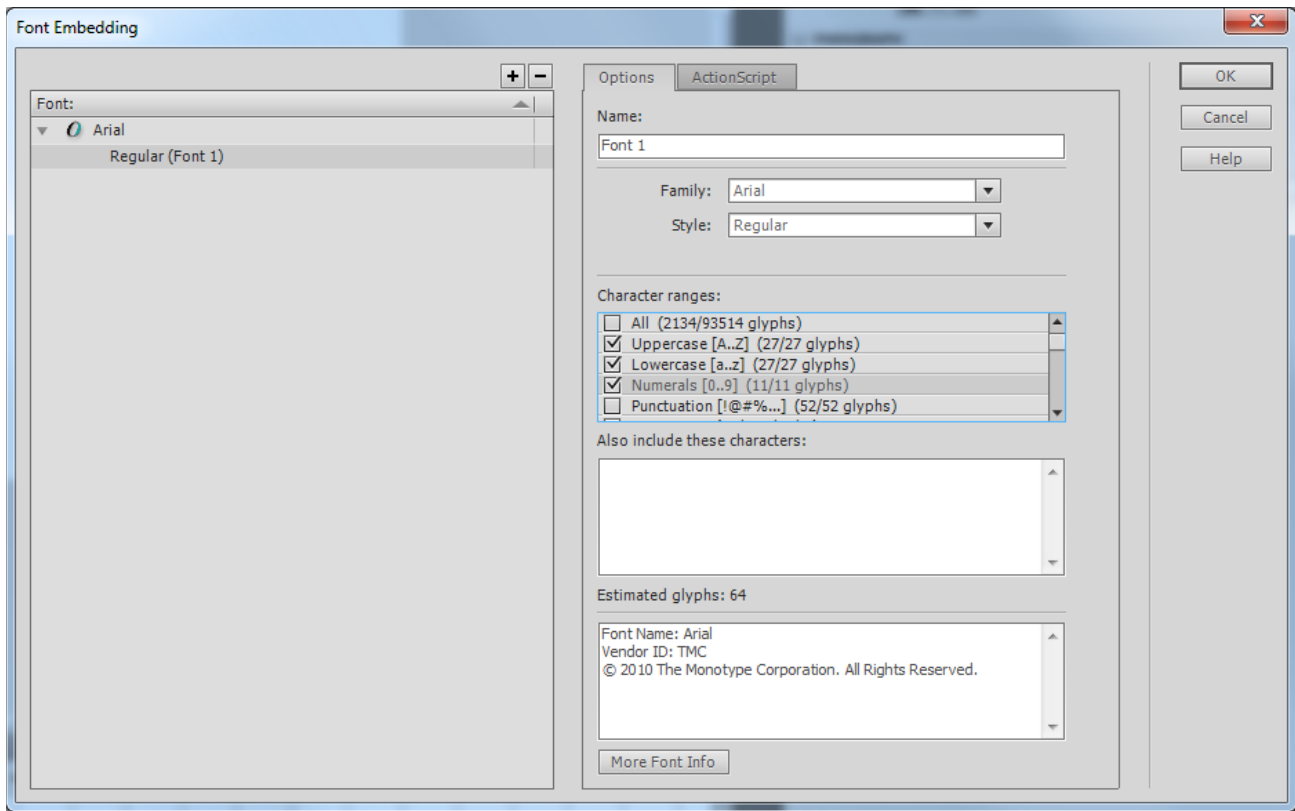 Font Embedding
+ -
Font:
Arial
Regular (Font 1)
Options ActionScript
Name:
Font 1
Family: Arial
Style: Regular
Character ranges:
All (2134/93514 glyphs)
Uppercase [A..Z] (27/27 glyphs)
Lowercase [a..z] (27/27 glyphs)
Numerals [0..9] (11/11 glyphs)
Punctuation [!@#%...] (52/52 glyphs)
Also include these characters:
Estimated glyphs: 64
Font Name: Arial
Vendor ID: TMC
© 2010 The Monotype Corporation. All Rights Reserved.
More Font Info
OK
Cancel
Help